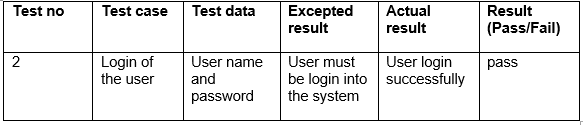 Test no
Test case
Test data
Excepted
result
Actual
result
Result
(Pass/Fail)
2
Login of
the user
User name
and
password
User must
be login into
the system
User login
successfully
pass